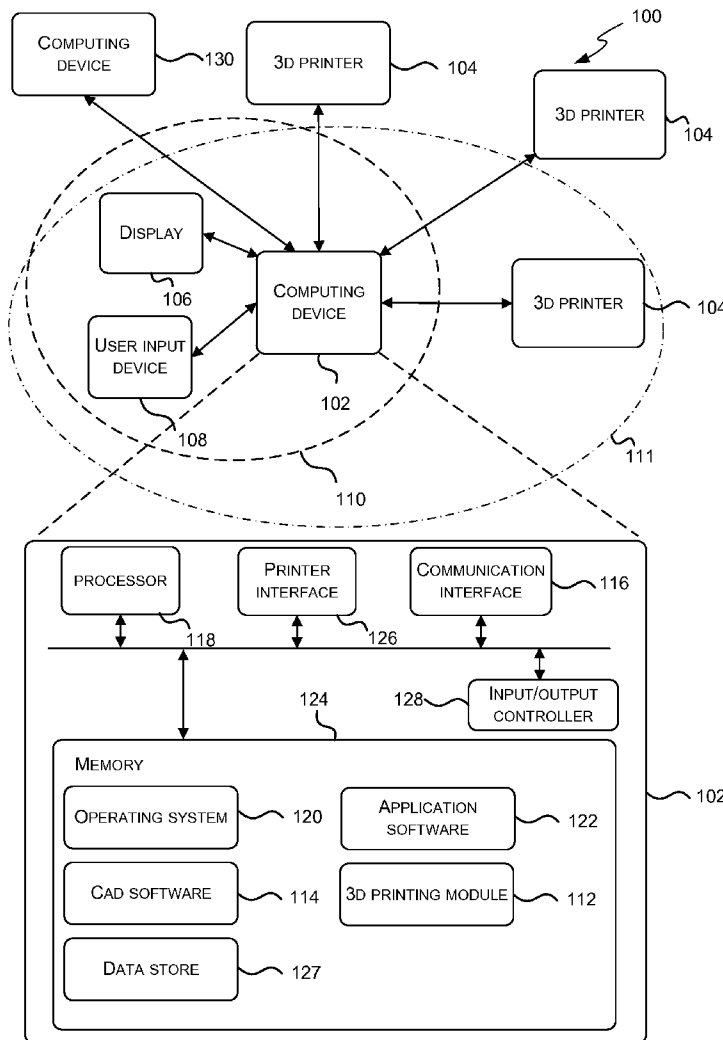 COMPUTING
DEVICE
130
3D PRINTER
104
100
3D PRINTER
104
DISPLAY
106
COMPUTING
DEVICE
102
3D PRINTER
104
USER INPUT
DEVICE
108
110
111
PROCESSOR
118
PRINTER
INTERFACE
126
COMMUNICATION
INTERFACE
116
128
INPUT/OUTPUT
CONTROLLER
124
MEMORY
102
OPERATING SYSTEM
120
APPLICATION
SOFTWARE
122
CAD SOFTWARE
114
3D PRINTING MODULE
112
DATA STORE
127